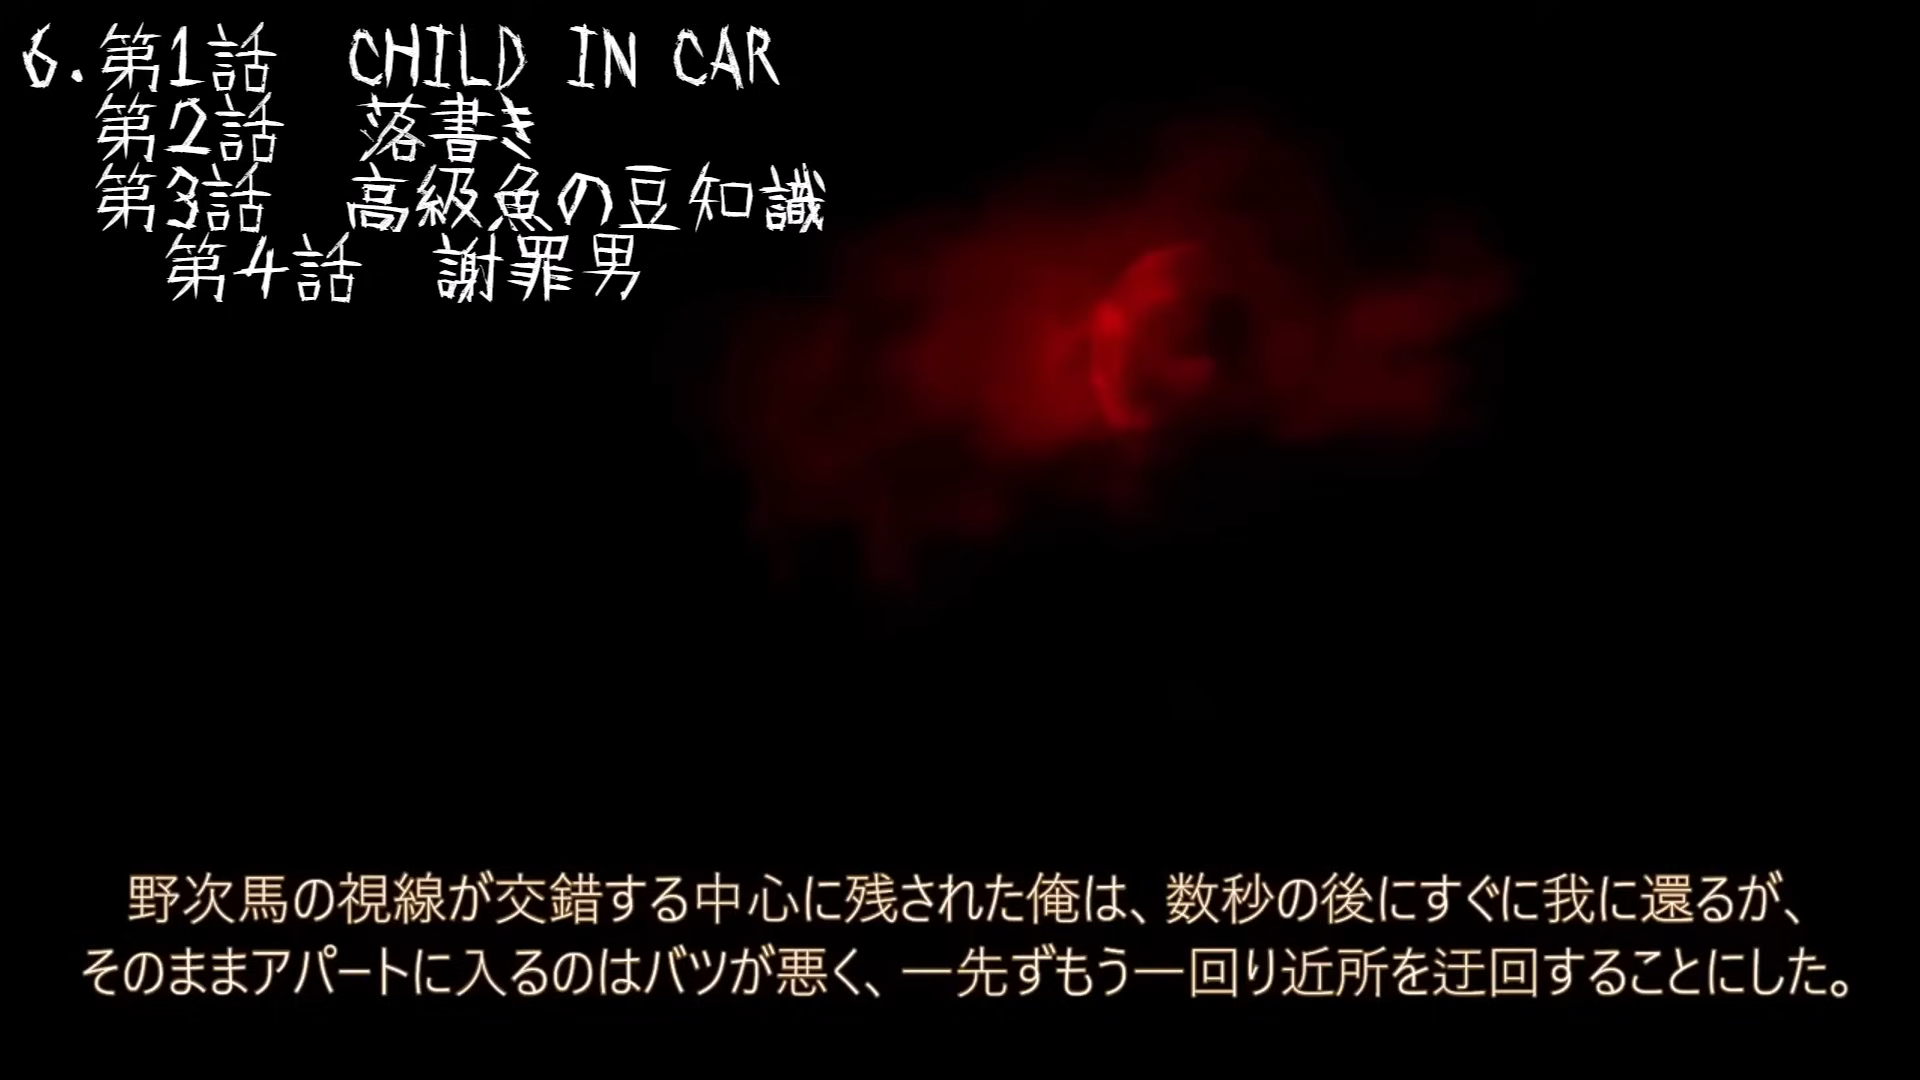 6.第1話　CHILD IN CAR
第2話　落書き
第3話　高級魚の豆知識
第4話　謝罪男
野次馬の視線が交錯する中心に残された俺は、数秒の後にすぐに我に還るが、
そのままアパートに入るのはバツが悪く、一先ずもう一回り近所を迂回することにした。